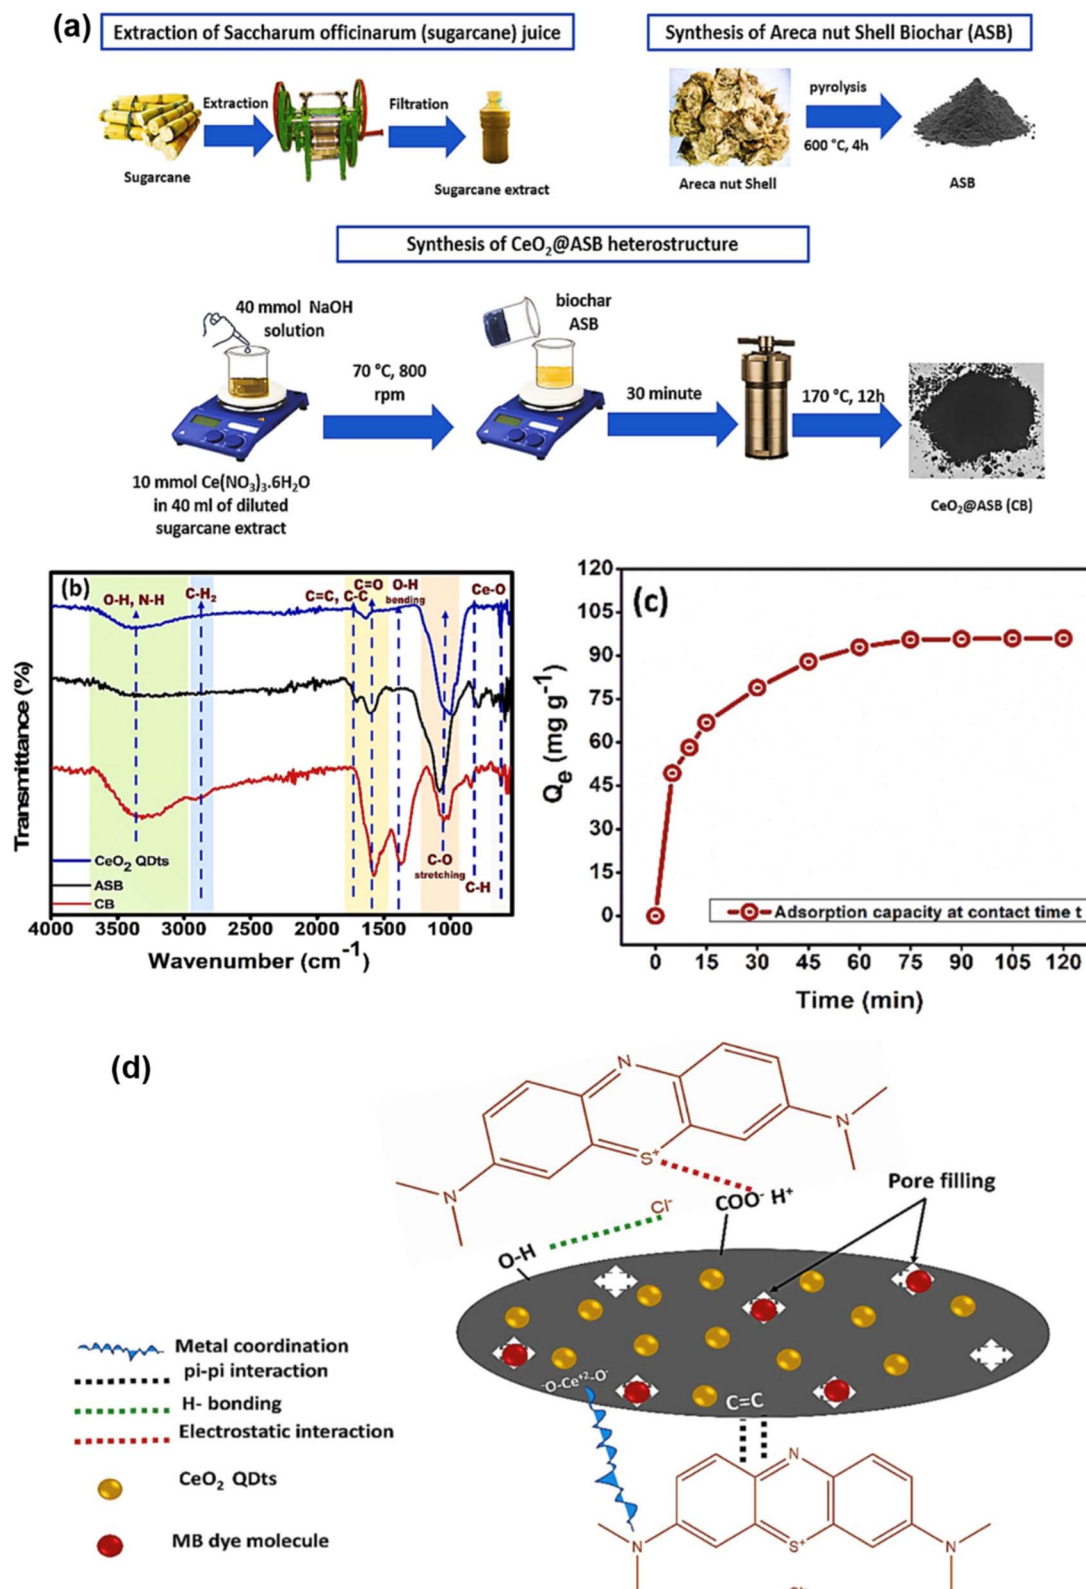 (a)
Extraction of Saccharum officinarum (sugarcane) juice
Synthesis of Areca nut Shell Biochar (ASB)
Extraction
Filtration
Sugarcane
Sugarcane extract
pyrolysis
600 °C, 4h
Areca nut Shell
ASB
Synthesis of CeO₂@ASB heterostructure
40 mmol NaOH
solution
70 °C, 800
rpm
biochar
ASB
30 minute
170 °C, 12h
10 mmol Ce(NO₃)₃.6H₂O
in 40 ml of diluted
sugarcane extract
CeO₂@ASB (CB)
(b)
O-H, N-H
C-H₂
C=C, C-C
C=O
O-H
bending
Ce-O
C-O
stretching
C-H
CeO₂ QDts
ASB
CB
Transmittance (%)
4000 3500 3000 2500 2000 1500 1000
Wavenumber (cm⁻¹)
(c)
120
105
90
75
60
45
30
15
0
Qₑ (mg g⁻¹)
Adsorption capacity at contact time t
0 15 30 45 60 75 90 105 120
Time (min)
(d)
N
S⁺
N
N
Cl⁻
COO⁻ H⁺
O-H
Pore filling
⁻O-Ce⁺²-O⁻
C=C
Metal coordination
pi-pi interaction
H- bonding
Electrostatic interaction
CeO₂ QDts
MB dye molecule
N
S⁺
N
N